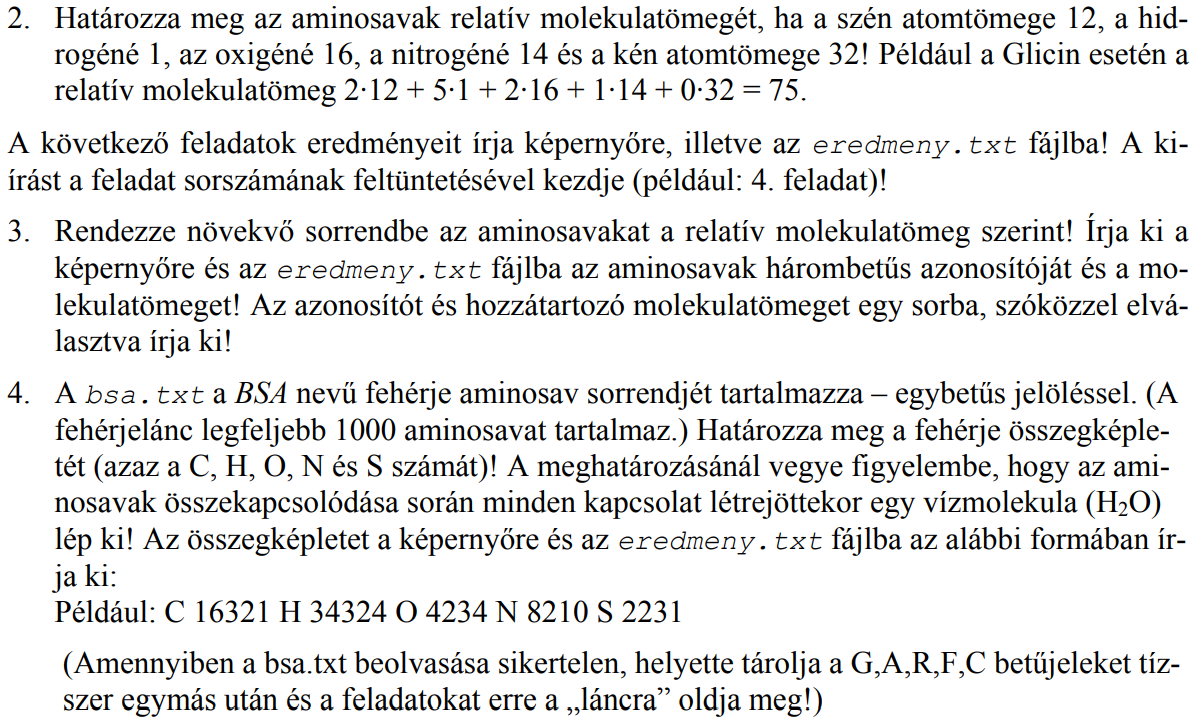 2. Határozza meg az aminosavak relatív molekulatömegét, ha a szén atomtömege 12, a hid-
rogéné 1, az oxigéné 16, a nitrogéné 14 és a kén atomtömege 32! Például a Glicin esetén a
relatív molekulatömeg 2·12 + 5·1 + 2·16 + 1·14 + 0·32 = 75.
A következő feladatok eredményeit írja képernyőre, illetve az eredmeny.txt fájlba! A ki-
írást a feladat sorszámának feltüntetésével kezdje (például: 4. feladat)!
3. Rendezze növekvő sorrendbe az aminosavakat a relatív molekulatömeg szerint! Írja ki a
képernyőre és az eredmeny.txt fájlba az aminosavak hárombetűs azonosítóját és a mo-
lekulatömeget! Az azonosítót és hozzátartozó molekulatömeget egy sorba, szóközzel elvá-
lasztva írja ki!
4. A bsa.txt a BSA nevű fehérje aminosav sorrendjét tartalmazza – egybetűs jelöléssel. (A
fehérjelánc legfeljebb 1000 aminosavat tartalmaz.) Határozza meg a fehérje összegképle-
tét (azaz a C, H, O, N és S számát)! A meghatározásánál vegye figyelembe, hogy az ami-
nosavak összekapcsolódása során minden kapcsolat létrejöttekor egy vízmolekula (H₂O)
lép ki! Az összegképletet a képernyőre és az eredmeny.txt fájlba az alábbi formában ír-
ja ki:
Például: C 16321 H 34324 O 4234 N 8210 S 2231
(Amennyiben a bsa.txt beolvasása sikertelen, helyette tárolja a G,A,R,F,C betűjeleket tíz-
szer egymás után és a feladatokat erre a „láncra” oldja meg!)